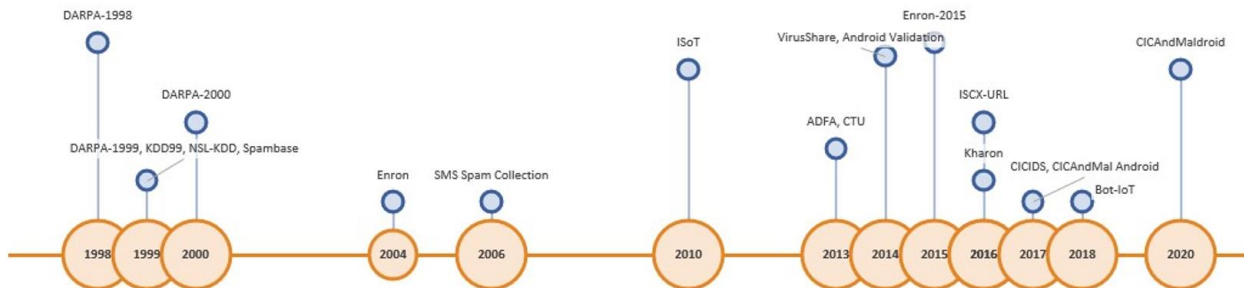 DARPA-1998
Enron-2015
ISoT
VirusShare, Android Validation
CICAndMaldroid
DARPA-2000
ISCX-URL
ADFA, CTU
DARPA-1999, KDD99, NSL-KDD, Spambase
Kharon
Enron
SMS Spam Collection
CICIDS, CICAndMal Android
Bot-IoT
1998 1999 2000 2004 2006 2010 2013 2014 2015 2016 2017 2018 2020